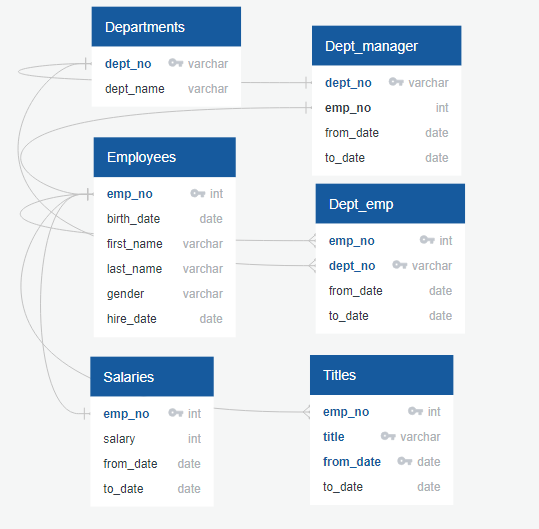 Departments
dept_no varchar
dept_name varchar
Dept_manager
dept_no varchar
emp_no int
from_date date
to_date date
Employees
emp_no int
birth_date date
first_name varchar
last_name varchar
gender varchar
hire_date date
Dept_emp
emp_no int
dept_no varchar
from_date date
to_date date
Salaries
emp_no int
salary int
from_date date
to_date date
Titles
emp_no int
title varchar
from_date date
to_date date